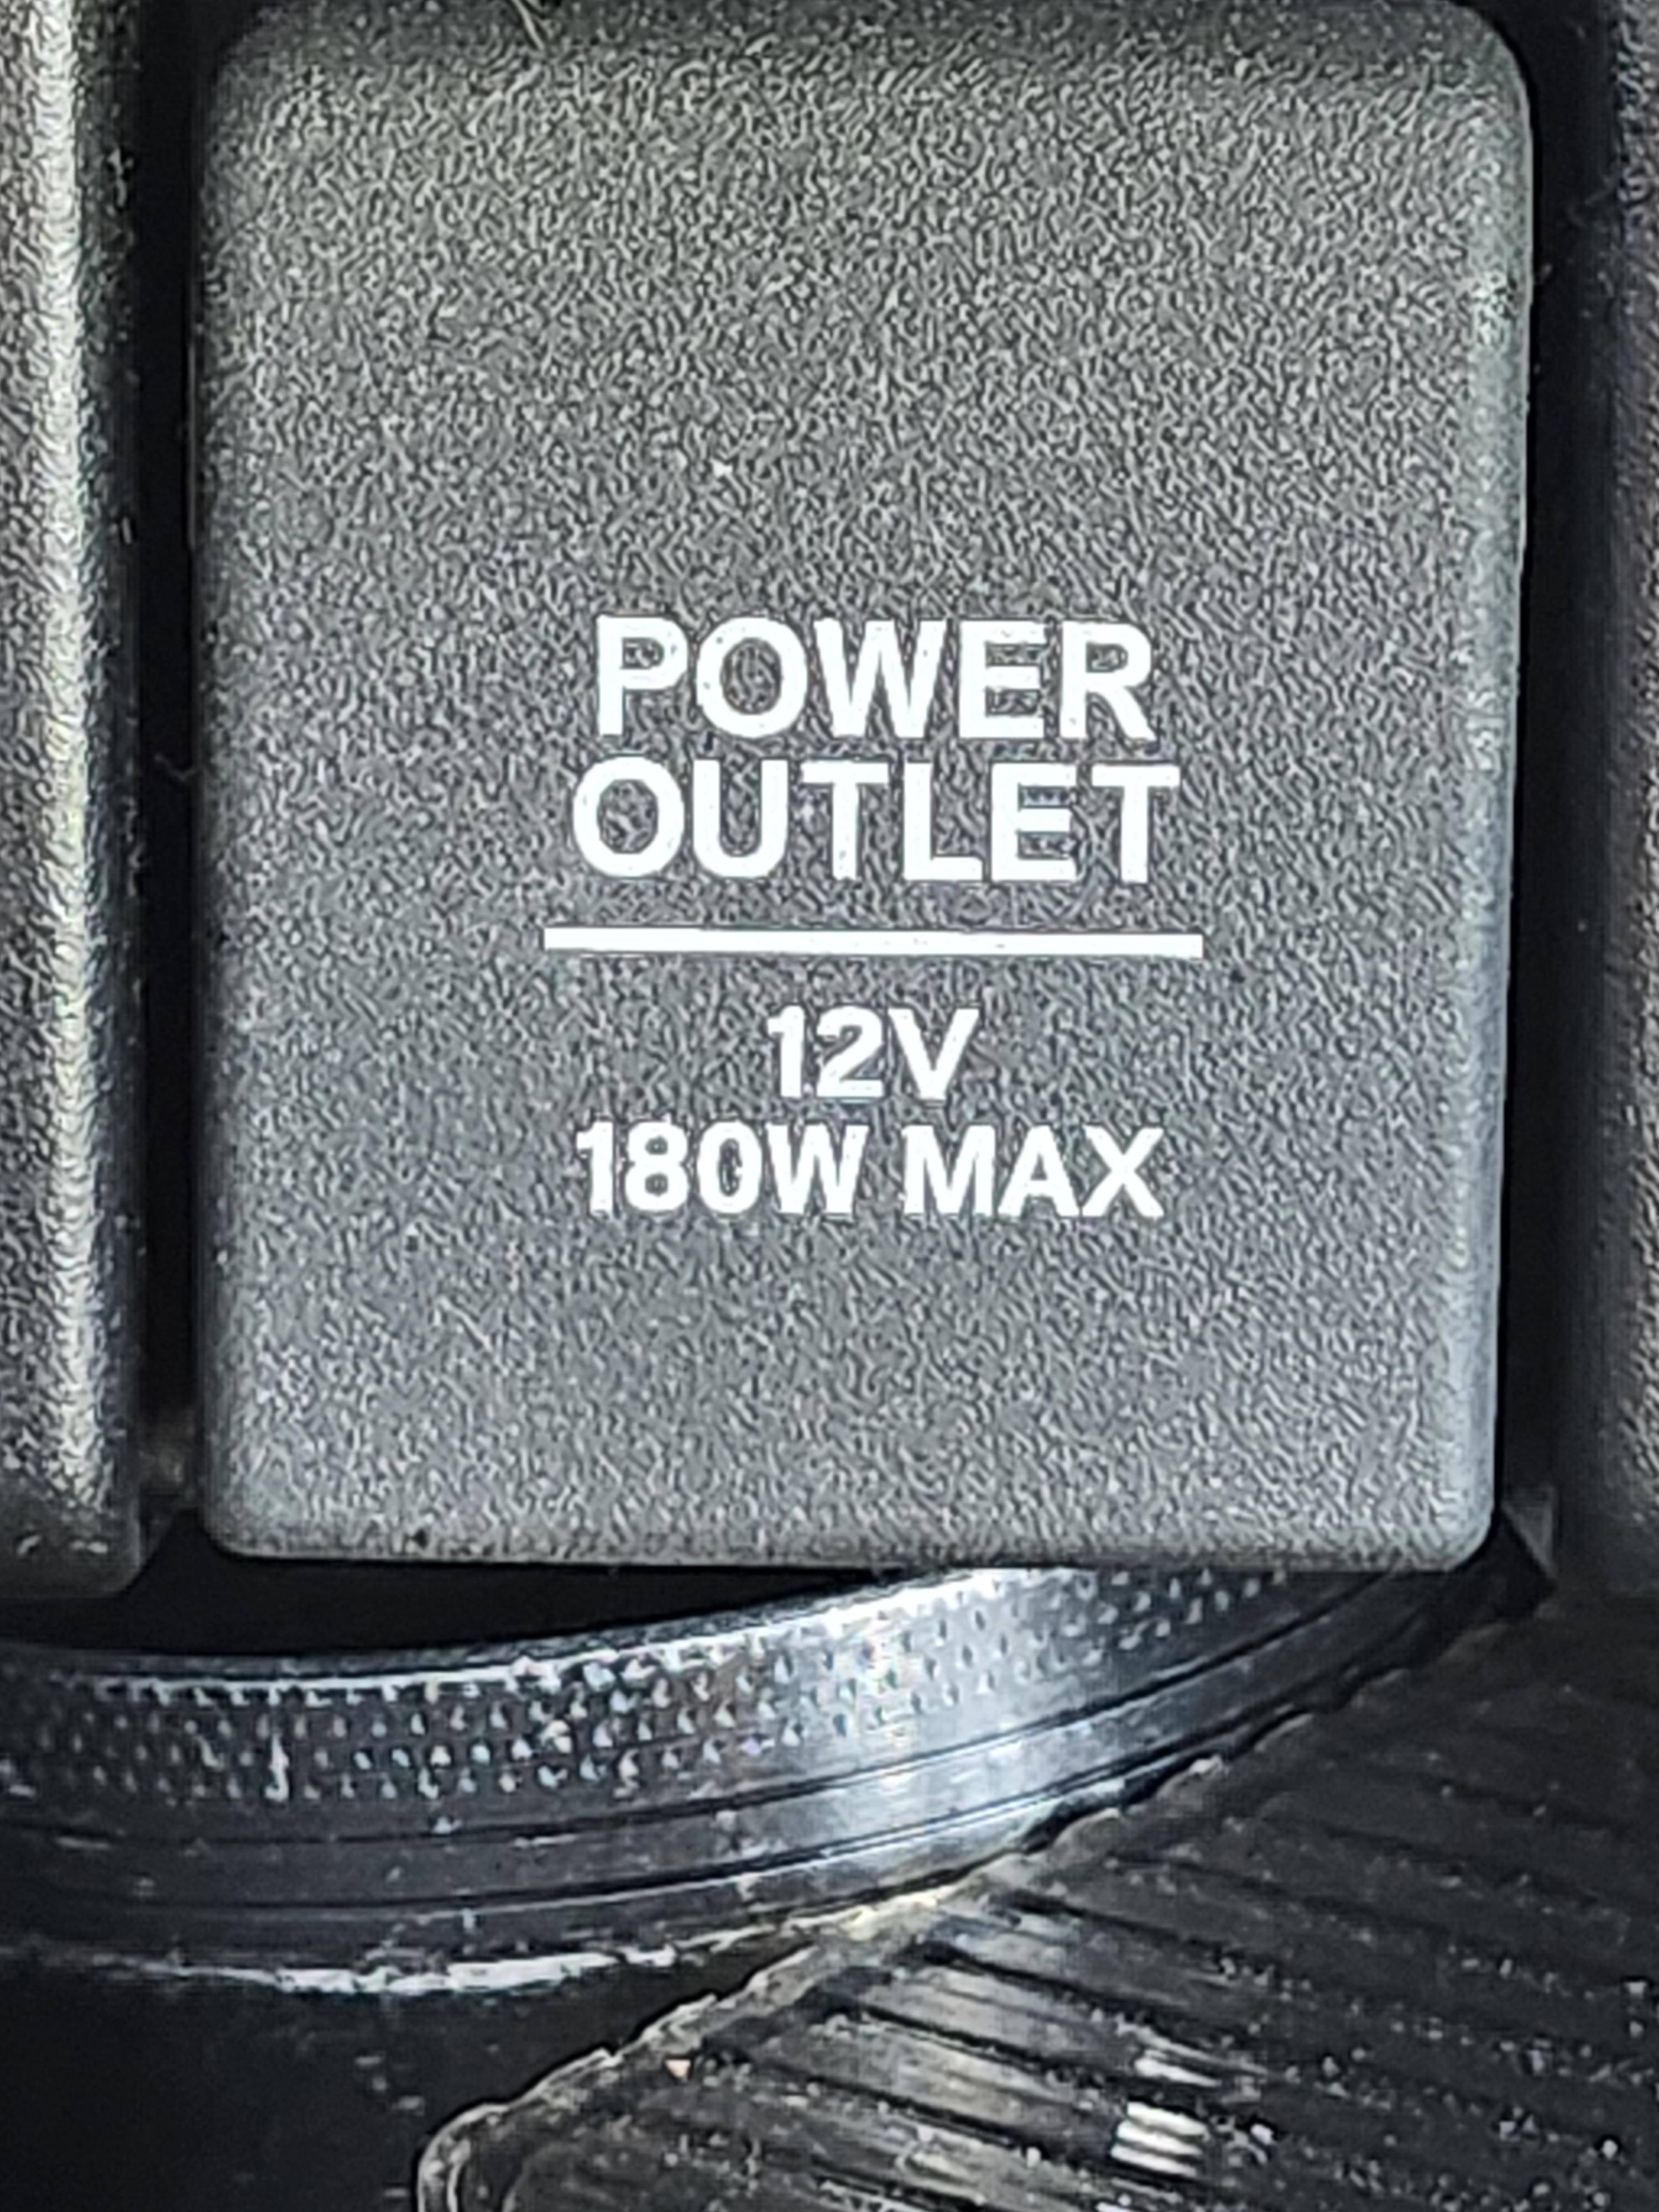 POWER
OUTLET
12V
180W MAX